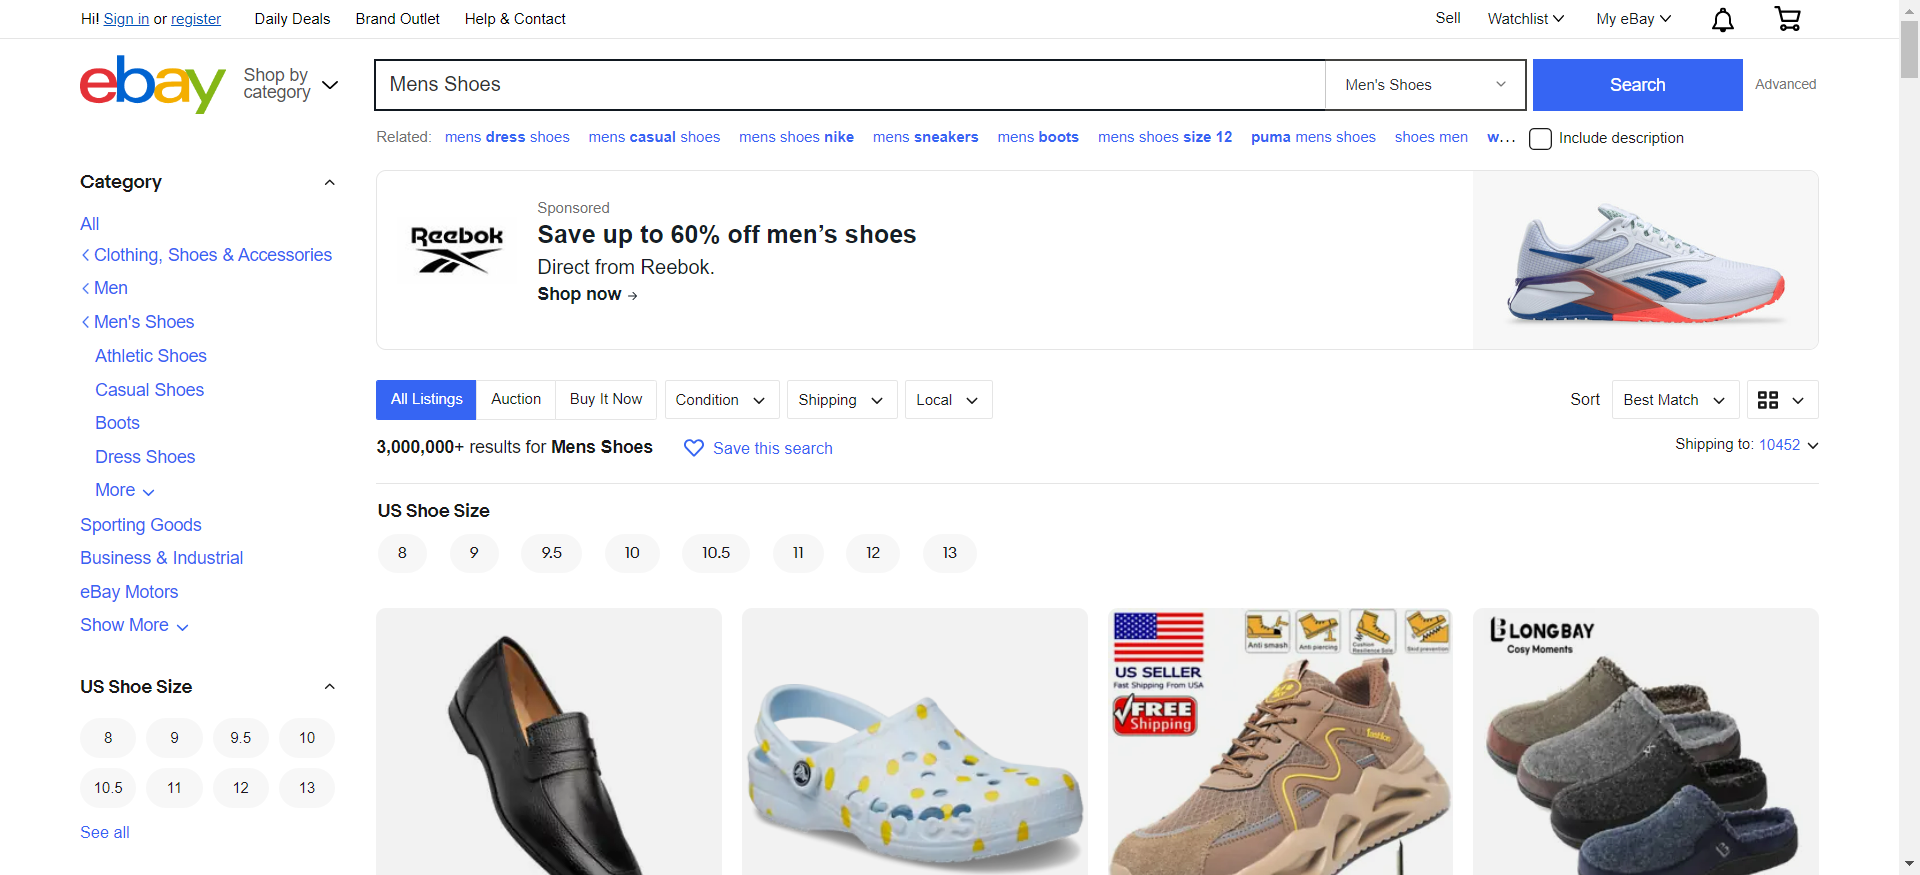 Hi! Sign in or register
Daily Deals
Brand Outlet
Help & Contact
Sell
Watchlist
My eBay
ebay
Shop by category
Mens Shoes
Men's Shoes
Search
Advanced
Related: mens dress shoes mens casual shoes mens shoes nike mens sneakers mens boots mens shoes size 12 puma mens shoes shoes men w...
Include description
Category
All
Clothing, Shoes & Accessories
Men
Men's Shoes
Athletic Shoes
Casual Shoes
Boots
Dress Shoes
More
Sporting Goods
Business & Industrial
eBay Motors
Show More
US Shoe Size
8 9 9.5 10
10.5 11 12 13
See all
Reebok
Sponsored
Save up to 60% off men’s shoes
Direct from Reebok.
Shop now →
All Listings
Auction
Buy It Now
Condition
Shipping
Local
Sort
Best Match
3,000,000+ results for Mens Shoes
Save this search
Shipping to: 10452
US Shoe Size
8 9 9.5 10 10.5 11 12 13
US SELLER
Fast Shipping From USA
FREE
Shipping
Anti smash
Anti piercing
Cushion
Resilience Sole
Skid prevention
fashion
LONGBAY
Cosy Moments